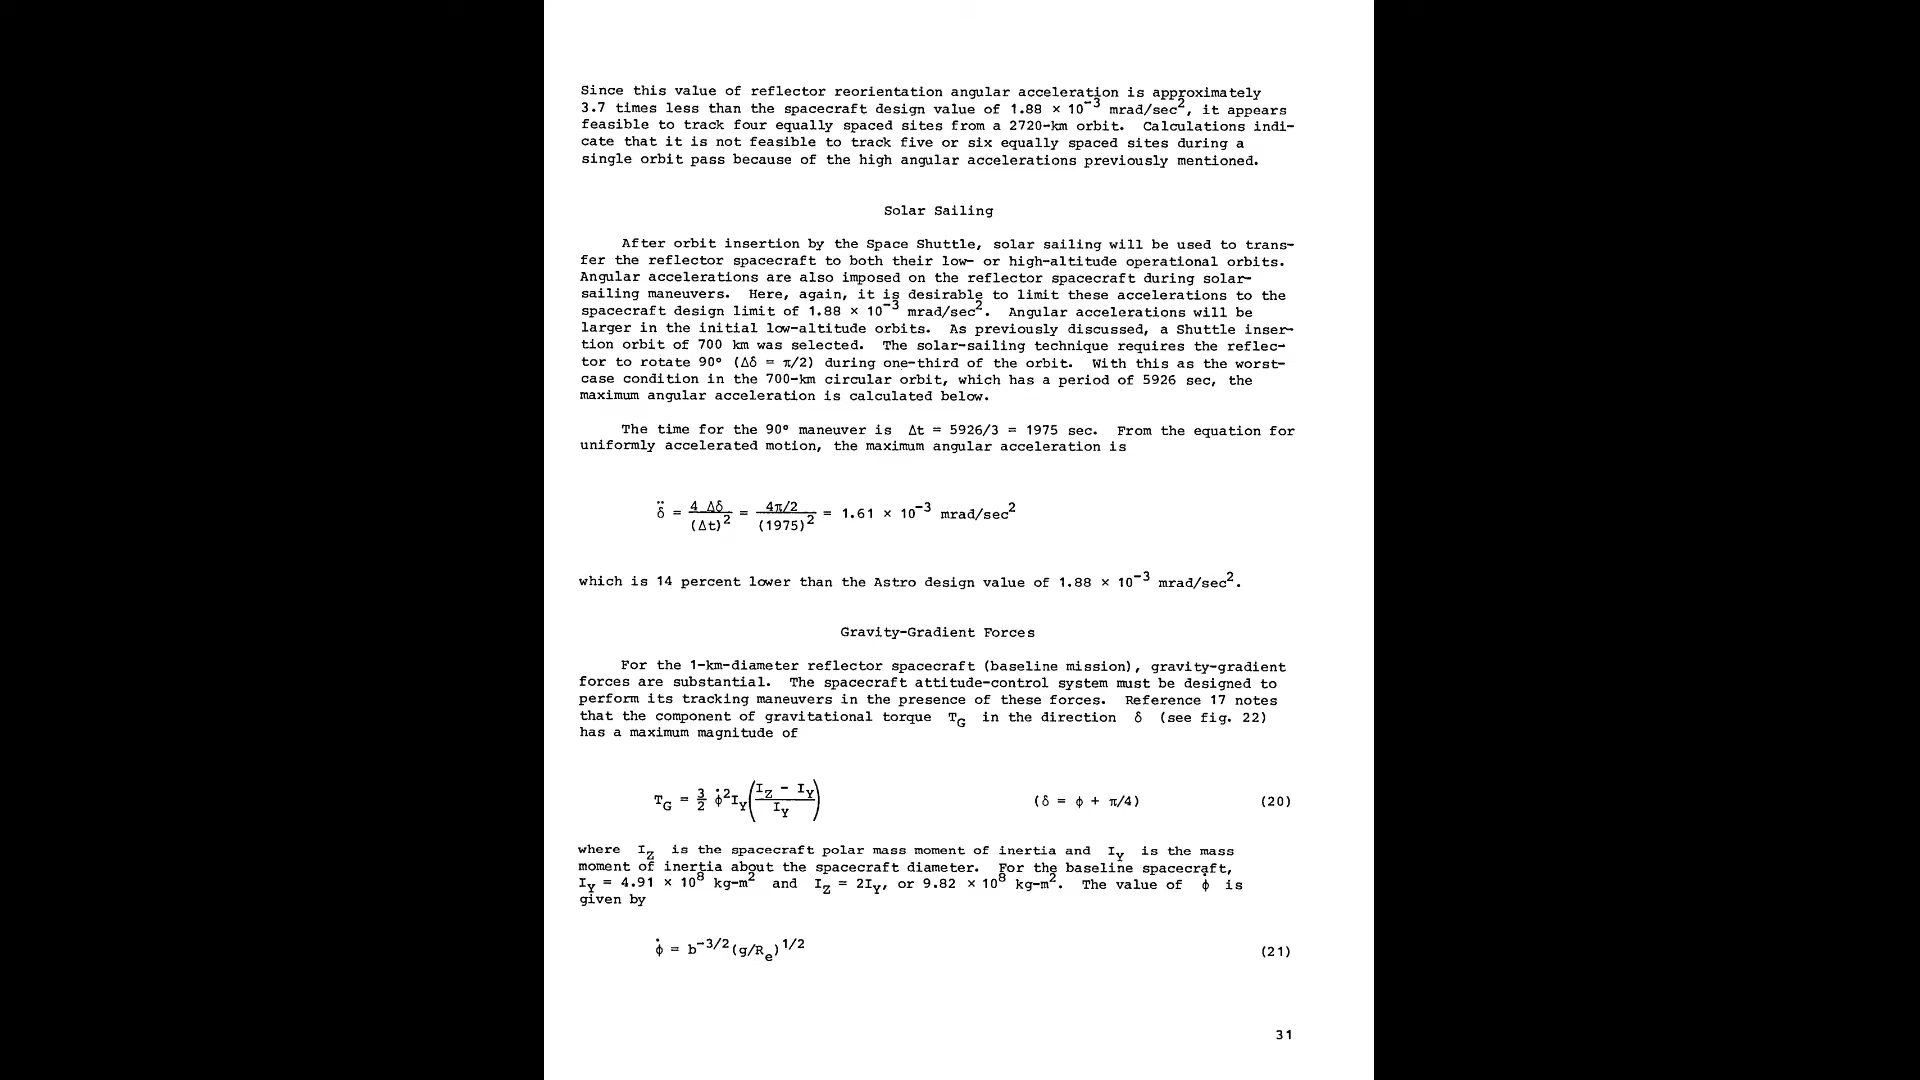 Since this value of reflector reorientation angular acceleration is approximately
3.7 times less than the spacecraft design value of 1.88 × 10⁻³ mrad/sec², it appears
feasible to track four equally spaced sites from a 2720-km orbit. Calculations indi-
cate that it is not feasible to track five or six equally spaced sites during a
single orbit pass because of the high angular accelerations previously mentioned.
Solar Sailing
After orbit insertion by the Space Shuttle, solar sailing will be used to trans-
fer the reflector spacecraft to both their low- or high-altitude operational orbits.
Angular accelerations are also imposed on the reflector spacecraft during solar-
sailing maneuvers. Here, again, it is desirable to limit these accelerations to the
spacecraft design limit of 1.88 × 10⁻³ mrad/sec². Angular accelerations will be
larger in the initial low-altitude orbits. As previously discussed, a Shuttle inser-
tion orbit of 700 km was selected. The solar-sailing technique requires the reflec-
tor to rotate 90° (Δδ = π/2) during one-third of the orbit. With this as the worst-
case condition in the 700-km circular orbit, which has a period of 5926 sec, the
maximum angular acceleration is calculated below.
The time for the 90° maneuver is Δt = 5926/3 = 1975 sec. From the equation for
uniformly accelerated motion, the maximum angular acceleration is
δ̈ = 4 Δδ/(Δt)² = 4π/2/(1975)² = 1.61 × 10⁻³ mrad/sec²
which is 14 percent lower than the Astro design value of 1.88 × 10⁻³ mrad/sec².
Gravity-Gradient Forces
For the 1-km-diameter reflector spacecraft (baseline mission), gravity-gradient
forces are substantial. The spacecraft attitude-control system must be designed to
perform its tracking maneuvers in the presence of these forces. Reference 17 notes
that the component of gravitational torque T_G in the direction δ (see fig. 22)
has a maximum magnitude of
T_G = 3/2 φ̇² I_Y ((I_Z - I_Y)/I_Y) (δ = φ + π/4) (20)
where I_Z is the spacecraft polar mass moment of inertia and I_Y is the mass
moment of inertia about the spacecraft diameter. For the baseline spacecraft,
I_Y = 4.91 × 10⁸ kg-m² and I_Z = 2I_Y, or 9.82 × 10⁸ kg-m². The value of φ̇ is
given by
φ̇ = b⁻³/²(g/R_e)¹/² (21)
31